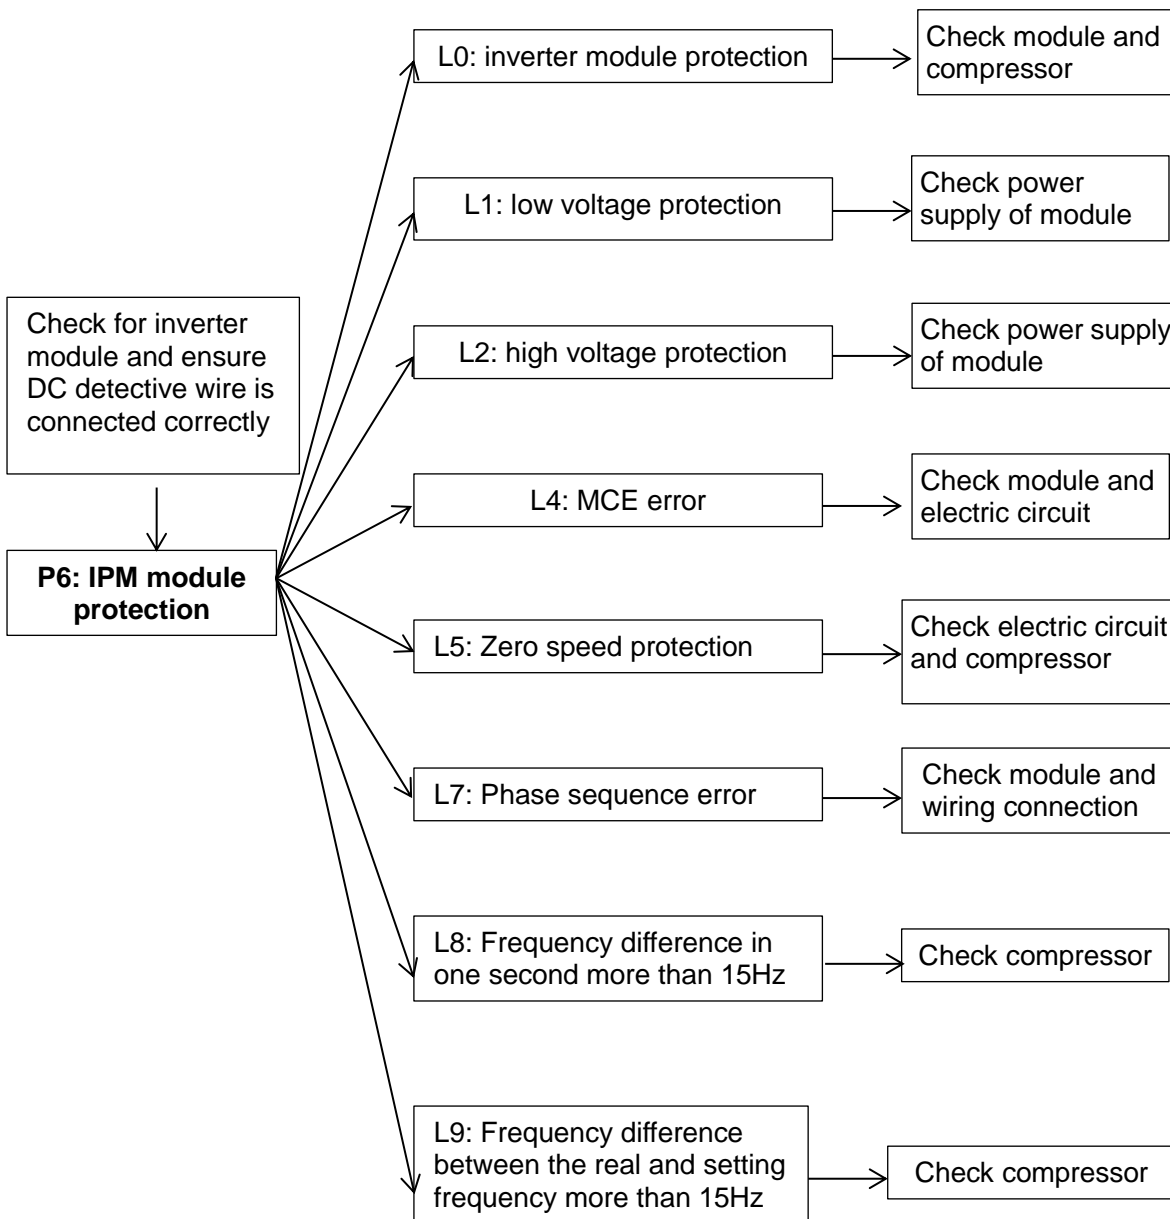 L0: inverter module protection
Check module and
compressor
L1: low voltage protection
Check power
supply of module
Check for inverter
module and ensure
DC detective wire is
connected correctly
L2: high voltage protection
Check power supply
of module
L4: MCE error
Check module and
electric circuit
P6: IPM module
protection
L5: Zero speed protection
Check electric circuit
and compressor
L7: Phase sequence error
Check module and
wiring connection
L8: Frequency difference in
one second more than 15Hz
Check compressor
L9: Frequency difference
between the real and setting
frequency more than 15Hz
Check compressor